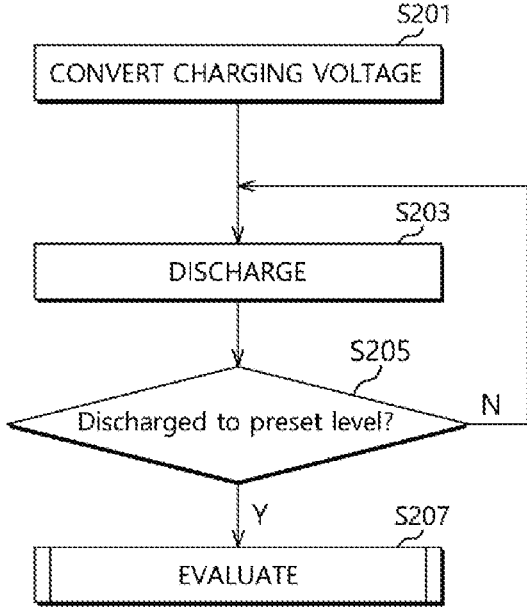 S201
CONVERT CHARGING VOLTAGE
S203
DISCHARGE
S205
Discharged to preset level?
N
Y
S207
EVALUATE